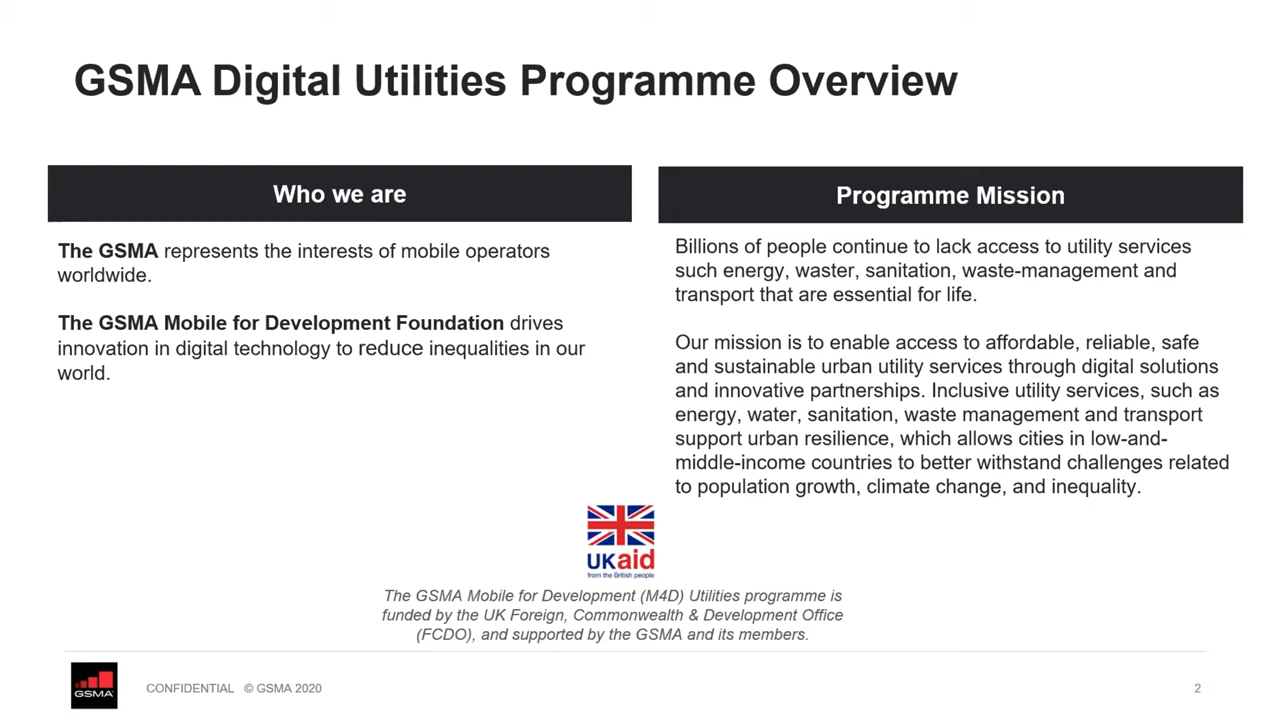 GSMA Digital Utilities Programme Overview
Who we are
The GSMA represents the interests of mobile operators
worldwide.
The GSMA Mobile for Development Foundation drives
innovation in digital technology to reduce inequalities in our
world.
Programme Mission
Billions of people continue to lack access to utility services
such energy, waster, sanitation, waste-management and
transport that are essential for life.
Our mission is to enable access to affordable, reliable, safe
and sustainable urban utility services through digital solutions
and innovative partnerships. Inclusive utility services, such as
energy, water, sanitation, waste management and transport
support urban resilience, which allows cities in low-and-
middle-income countries to better withstand challenges related
to population growth, climate change, and inequality.
UKaid
from the British people
The GSMA Mobile for Development (M4D) Utilities programme is
funded by the UK Foreign, Commonwealth & Development Office
(FCDO), and supported by the GSMA and its members.
GSMA
CONFIDENTIAL © GSMA 2020
2